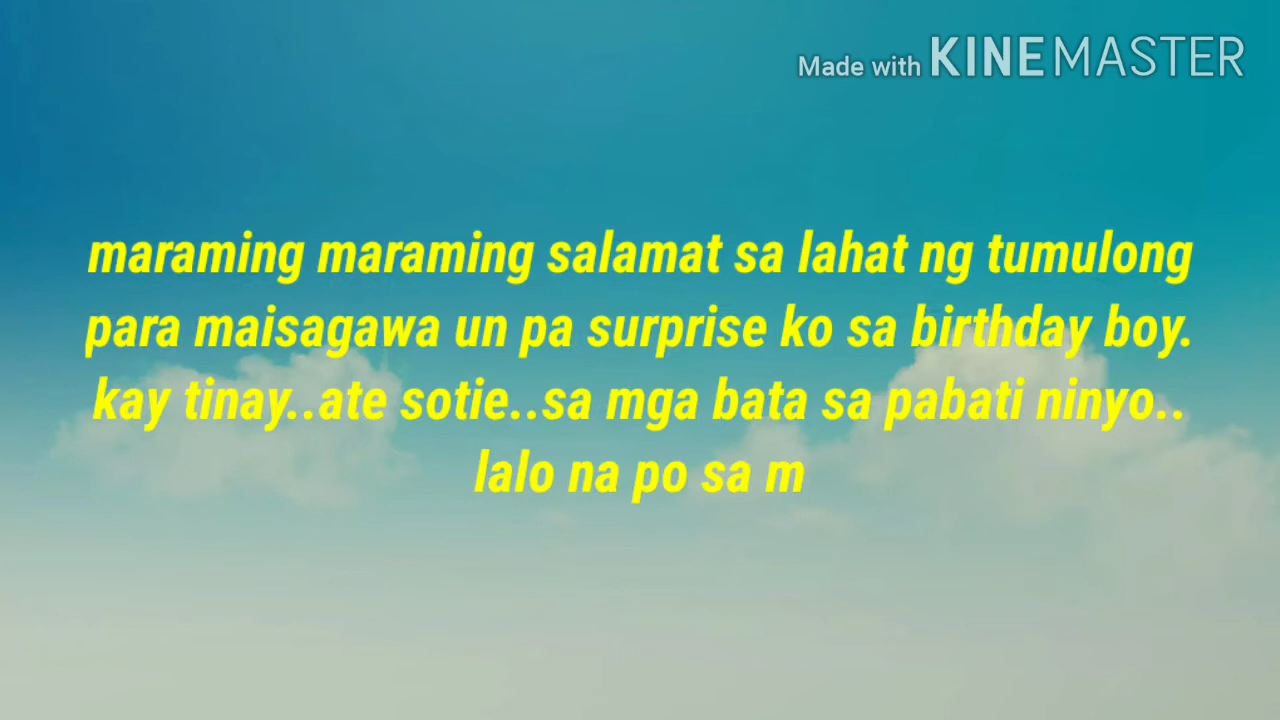 Made with KINEMASTER
maraming maraming salamat sa lahat ng tumulong
para maisagawa un pa surprise ko sa birthday boy.
kay tinay..ate sotie..sa mga bata sa pabati ninyo..
lalo na po sa m